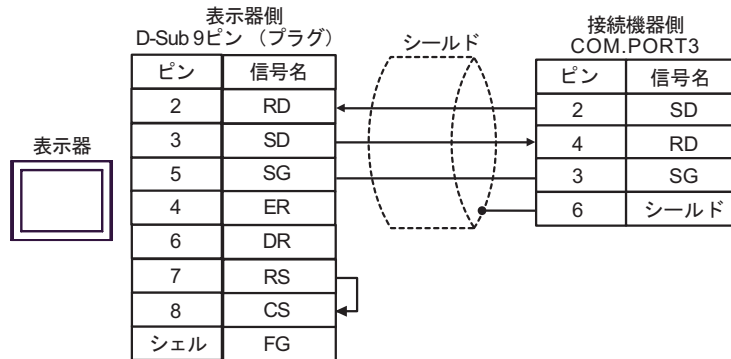 表示器側
D-Sub 9ピン （プラグ）
シールド
接続機器側
COM.PORT3
表示器
ピン 信号名
2 RD
3 SD
5 SG
4 ER
6 DR
7 RS
8 CS
シェル FG
ピン 信号名
2 SD
4 RD
3 SG
6 シールド